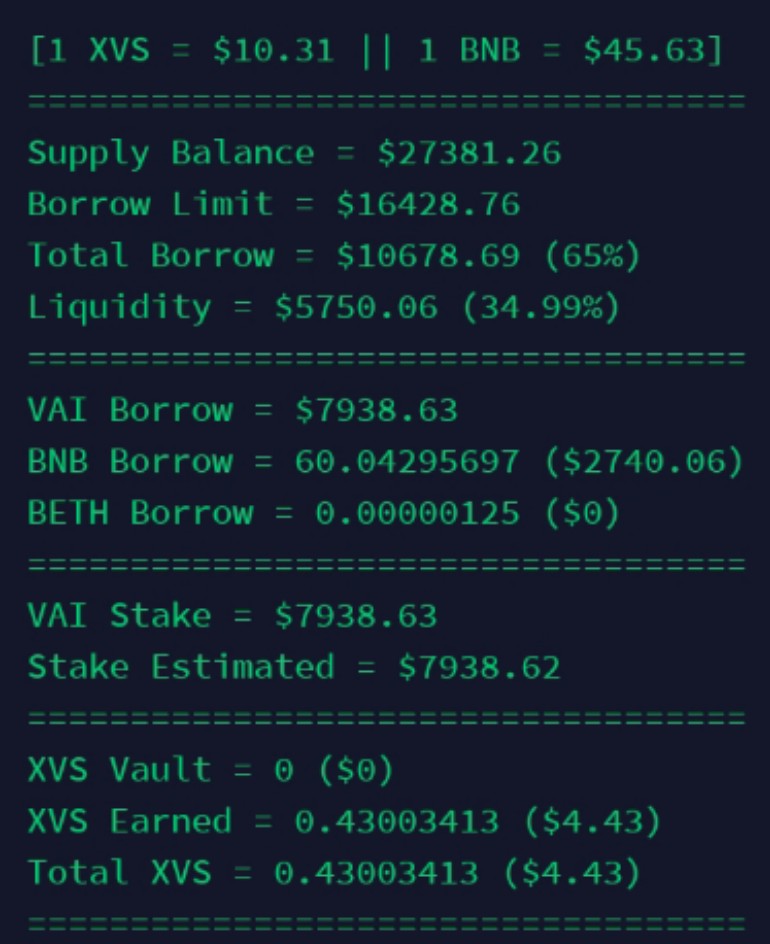 [1 XVS = $10.31 || 1 BNB = $45.63]
===================================
Supply Balance = $27381.26
Borrow Limit = $16428.76
Total Borrow = $10678.69 (65%)
Liquidity = $5750.06 (34.99%)
===================================
VAI Borrow = $7938.63
BNB Borrow = 60.04295697 ($2740.06)
BETH Borrow = 0.00000125 ($0)
===================================
VAI Stake = $7938.63
Stake Estimated = $7938.62
===================================
XVS Vault = 0 ($0)
XVS Earned = 0.43003413 ($4.43)
Total XVS = 0.43003413 ($4.43)
===================================